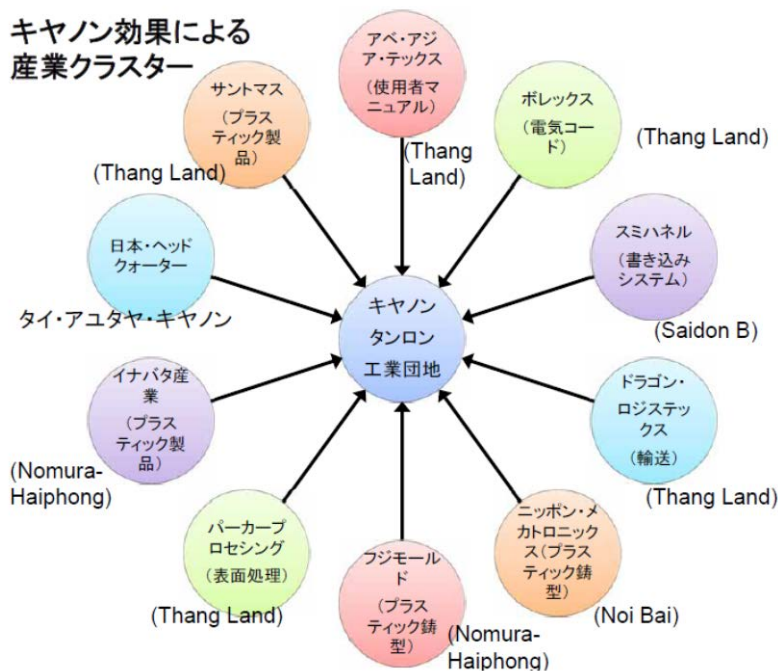 キヤノン効果による
産業クラスター
アベ・アジ
ア・テックス
(使用者マ
ニュアル)
(Thang
Land)
ボレックス
(電気コー
ド)
(Thang Land)
スミハネル
(書き込み
システム)
(Saidon B)
ドラゴン・
ロジステッ
クス
(輸送)
(Thang Land)
ニッポン・メ
カトロニック
ス(プラス
ティック鋳
型)
(Noi Bai)
フジモール
ド
(プラス
ティック鋳
型)
(Nomura-
Haiphong)
パーカープ
ロセシング
(表面処理)
(Thang Land)
イナバタ産
業
(プラス
ティック製
品)
(Nomura-
Haiphong)
日本・ヘッド
クォーター
タイ・アユタヤ・キヤノン
サントマス
(プラス
ティック製
品)
(Thang Land)
キヤノン
タンロン
工業団地